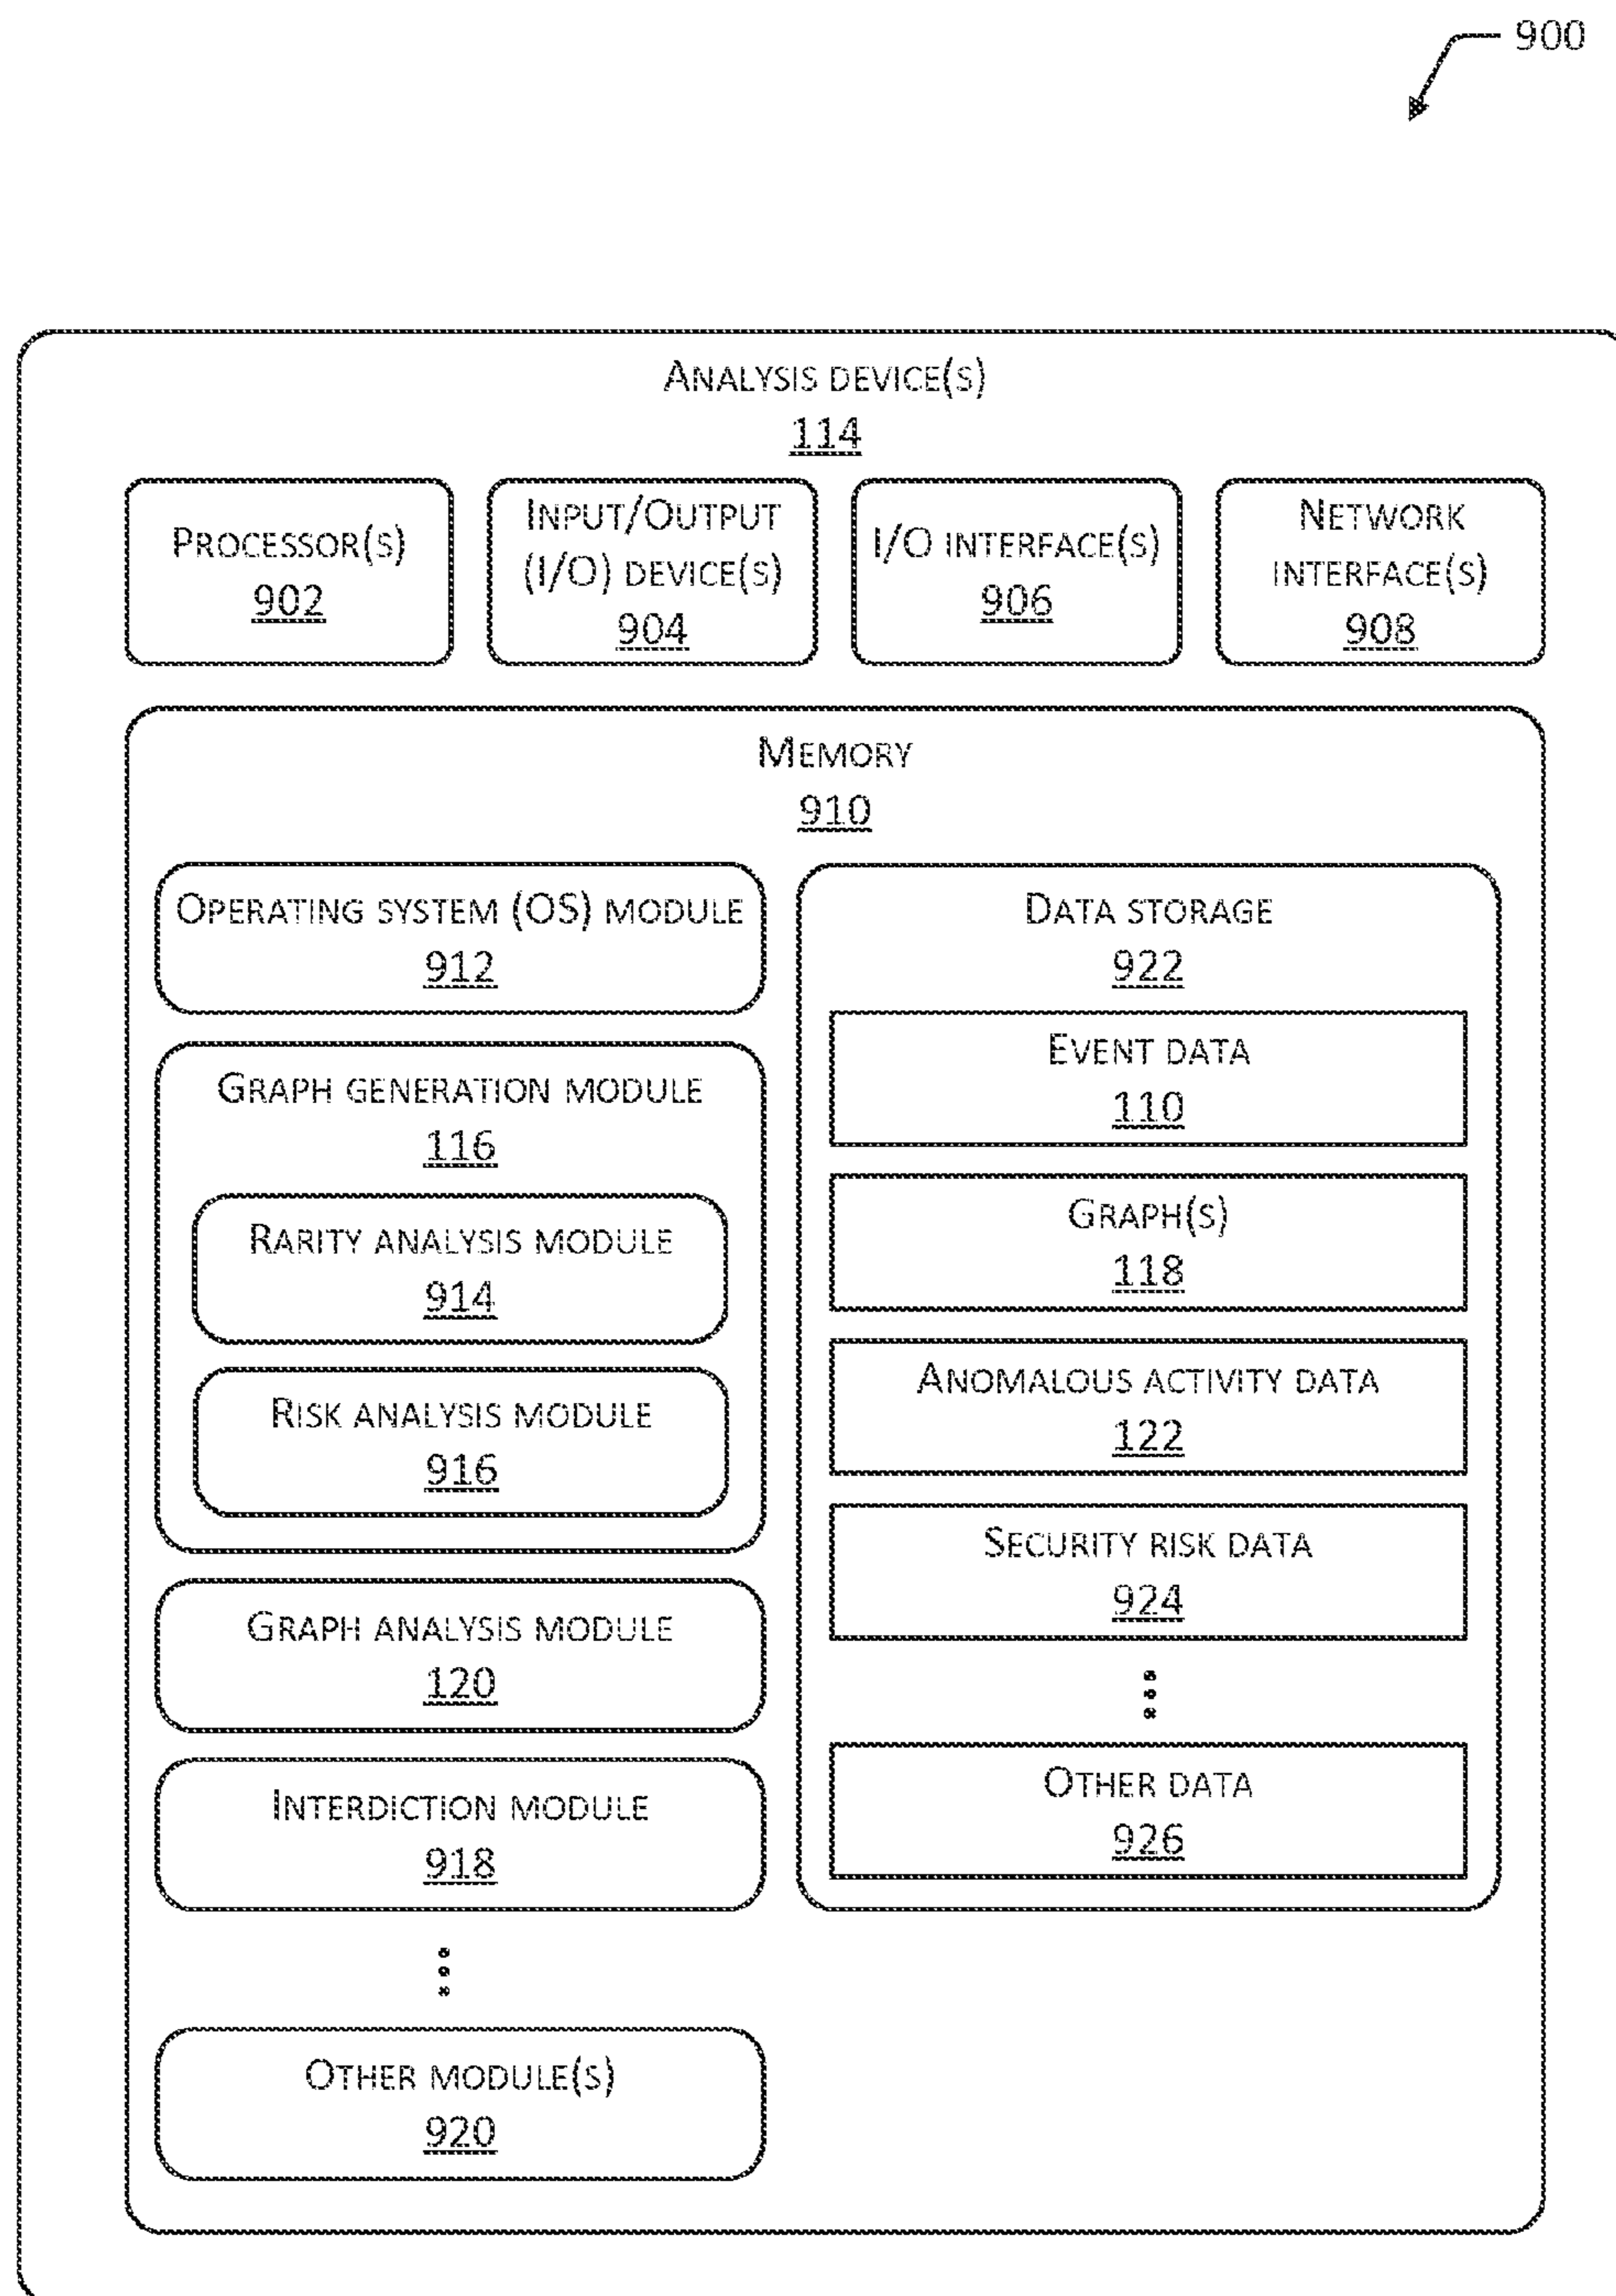 900
ANALYSIS DEVICE(S)
114
PROCESSOR(S)
902
INPUT/OUTPUT
(I/O) DEVICE(S)
904
I/O INTERFACE(S)
906
NETWORK
INTERFACE(S)
908
MEMORY
910
OPERATING SYSTEM (OS) MODULE
912
GRAPH GENERATION MODULE
116
RARITY ANALYSIS MODULE
914
RISK ANALYSIS MODULE
916
GRAPH ANALYSIS MODULE
120
INTERDICTION MODULE
918
OTHER MODULE(S)
920
DATA STORAGE
922
EVENT DATA
110
GRAPH(S)
118
ANOMALOUS ACTIVITY DATA
122
SECURITY RISK DATA
924
OTHER DATA
926